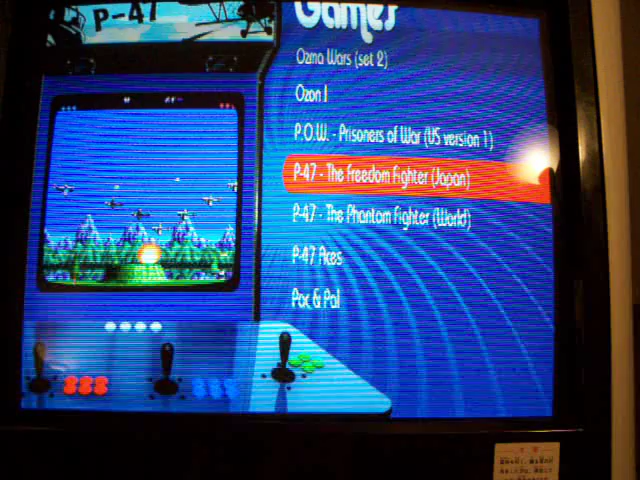 P-47
Games
Ozma Wars (set 2)
Ozon I
P.O.W. - Prisoners of War (US version 1)
P-47 - The Freedom Fighter (Japan)
P-47 - The Phantom Fighter (World)
P-47 Aces
Pac & Pal